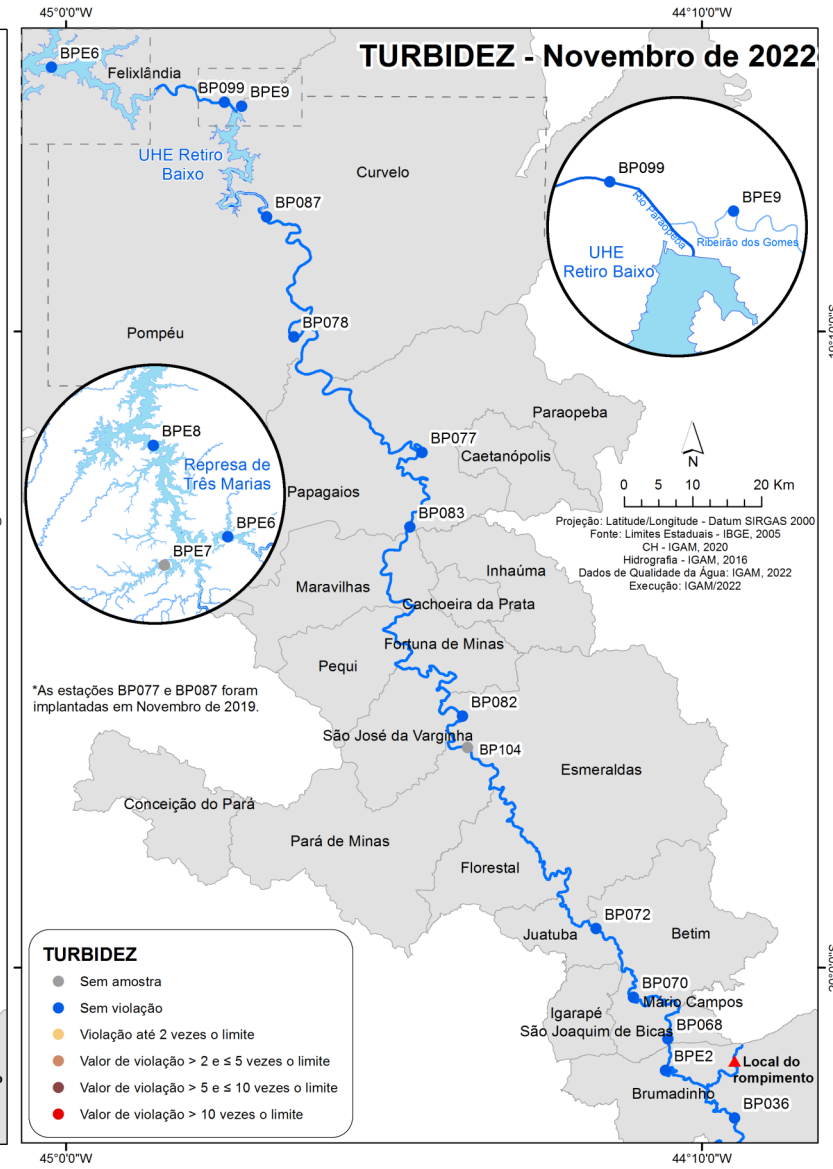 45°0'0"W
44°10'0"W
TURBIDEZ - Novembro de 2022
BPE6
Felixlândia
BP099
BPE9
UHE Retiro
Baixo
Curvelo
BP087
BP099
BPE9
Rio Paraopeba
Ribeirão dos Gomes
UHE
Retiro Baixo
BP078
Pompéu
BPE8
Represa de
Três Marias
BPE6
BPE7
Paraopeba
BP077
Caetanópolis
N
0 5 10 20 Km
Papagaios
BP083
Projeção: Latitude/Longitude - Datum SIRGAS 2000
Fonte: Limites Estaduais - IBGE, 2005
CH - IGAM, 2020
Hidrografia - IGAM, 2016
Dados de Qualidade da Água: IGAM, 2022
Execução: IGAM/2022
Inhaúma
Maravilhas
Cachoeira da Prata
Fortuna de Minas
Pequi
*As estações BP077 e BP087 foram
implantadas em Novembro de 2019.
BP082
São José da Varginha
BP104
Esmeraldas
Conceição do Pará
Pará de Minas
Florestal
BP072
Juatuba
Betim
BP070
Mário Campos
Igarapé
São Joaquim de Bicas
BP068
BPE2
Local do
rompimento
Brumadinho
BP036
TURBIDEZ
Sem amostra
Sem violação
Violação até 2 vezes o limite
Valor de violação > 2 e ≤ 5 vezes o limite
Valor de violação > 5 e ≤ 10 vezes o limite
Valor de violação > 10 vezes o limite
45°0'0"W
44°10'0"W